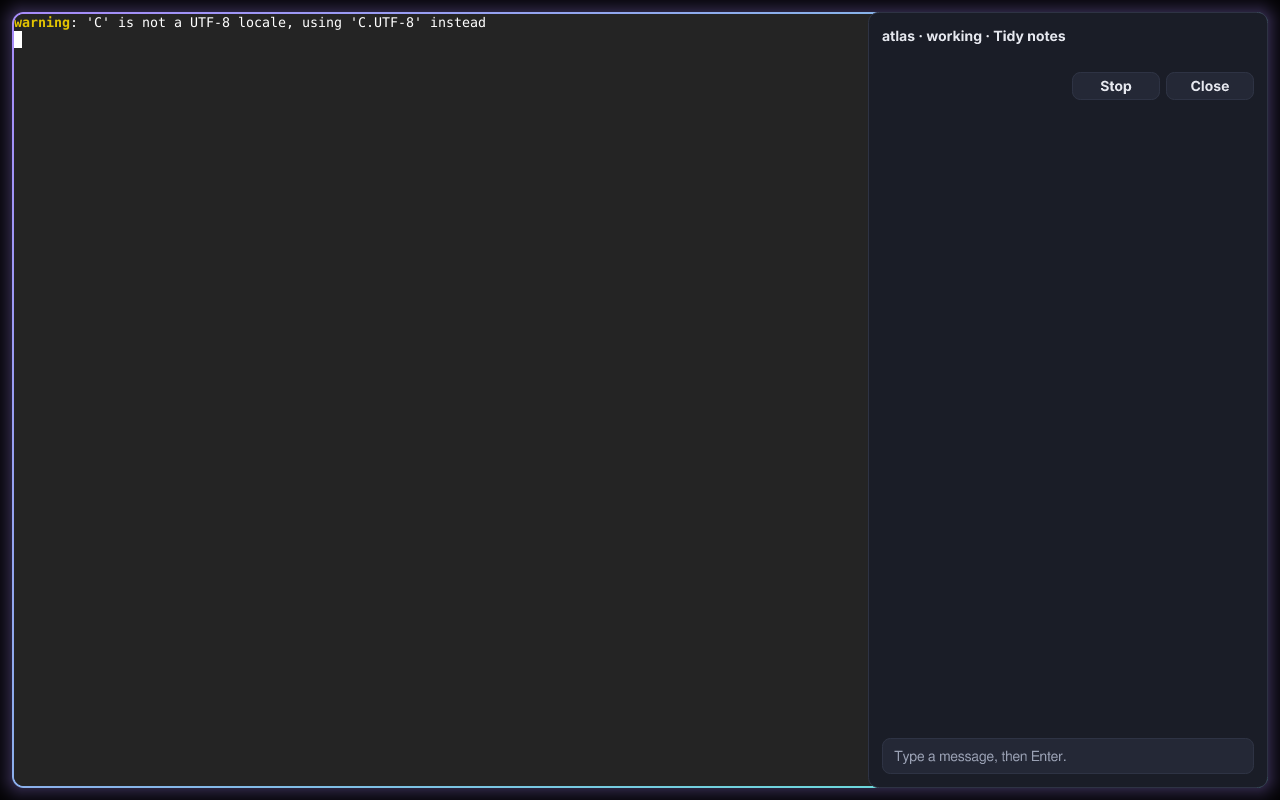 warning: 'C' is not a UTF-8 locale, using 'C.UTF-8' instead
atlas · working · Tidy notes
Stop
Close
Type a message, then Enter.